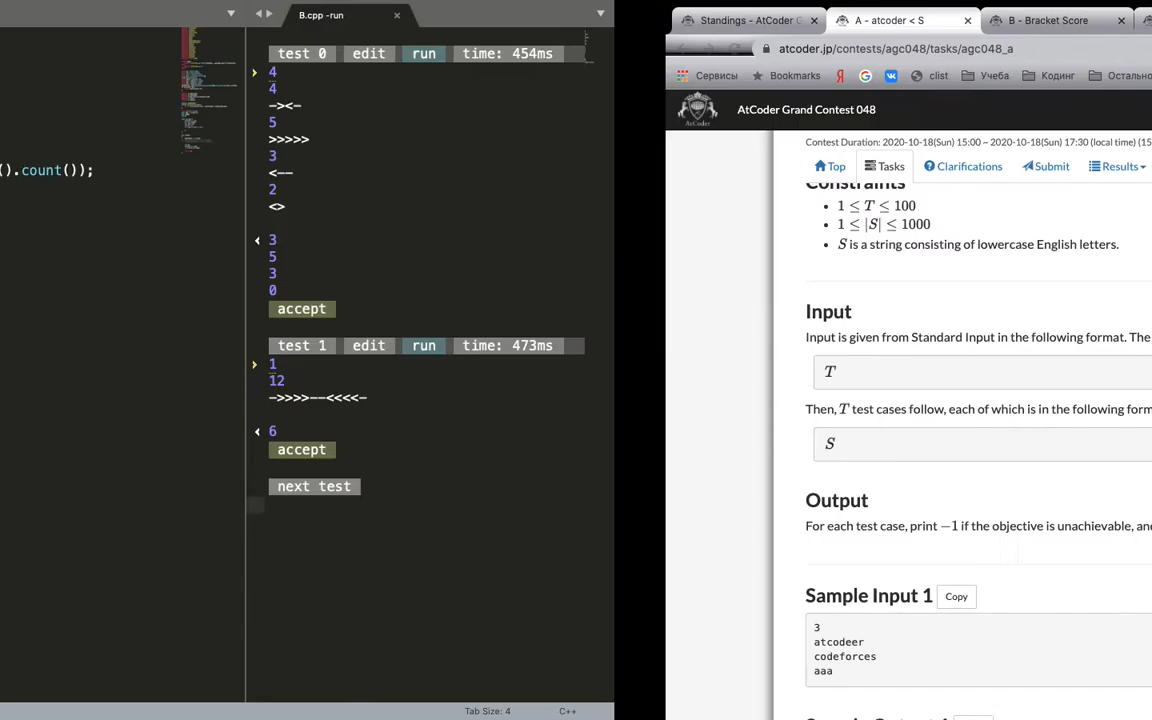 B.cpp -run
().count());
test 0 edit run time: 454ms
4
4
-><-
5
>>>>>
3
<--
2
<>
3
5
3
0
accept
test 1 edit run time: 473ms
1
12
->>>>--<<<<-
6
accept
next test
Tab Size: 4 C++
Standings - AtCoder G
A - atcoder < S
B - Bracket Score
atcoder.jp/contests/agc048/tasks/agc048_a
Сервисы Bookmarks clist Учеба Кодинг Остально
AtCoder Grand Contest 048
Contest Duration: 2020-10-18(Sun) 15:00 ~ 2020-10-18(Sun) 17:30 (local time) (15
Top Tasks Clarifications Submit Results
Constraints
1 ≤ T ≤ 100
1 ≤ |S| ≤ 1000
S is a string consisting of lowercase English letters.
Input
Input is given from Standard Input in the following format. The
T
Then, T test cases follow, each of which is in the following form
S
Output
For each test case, print −1 if the objective is unachievable, an
Sample Input 1 Copy
3
atcodeer
codeforces
aaa